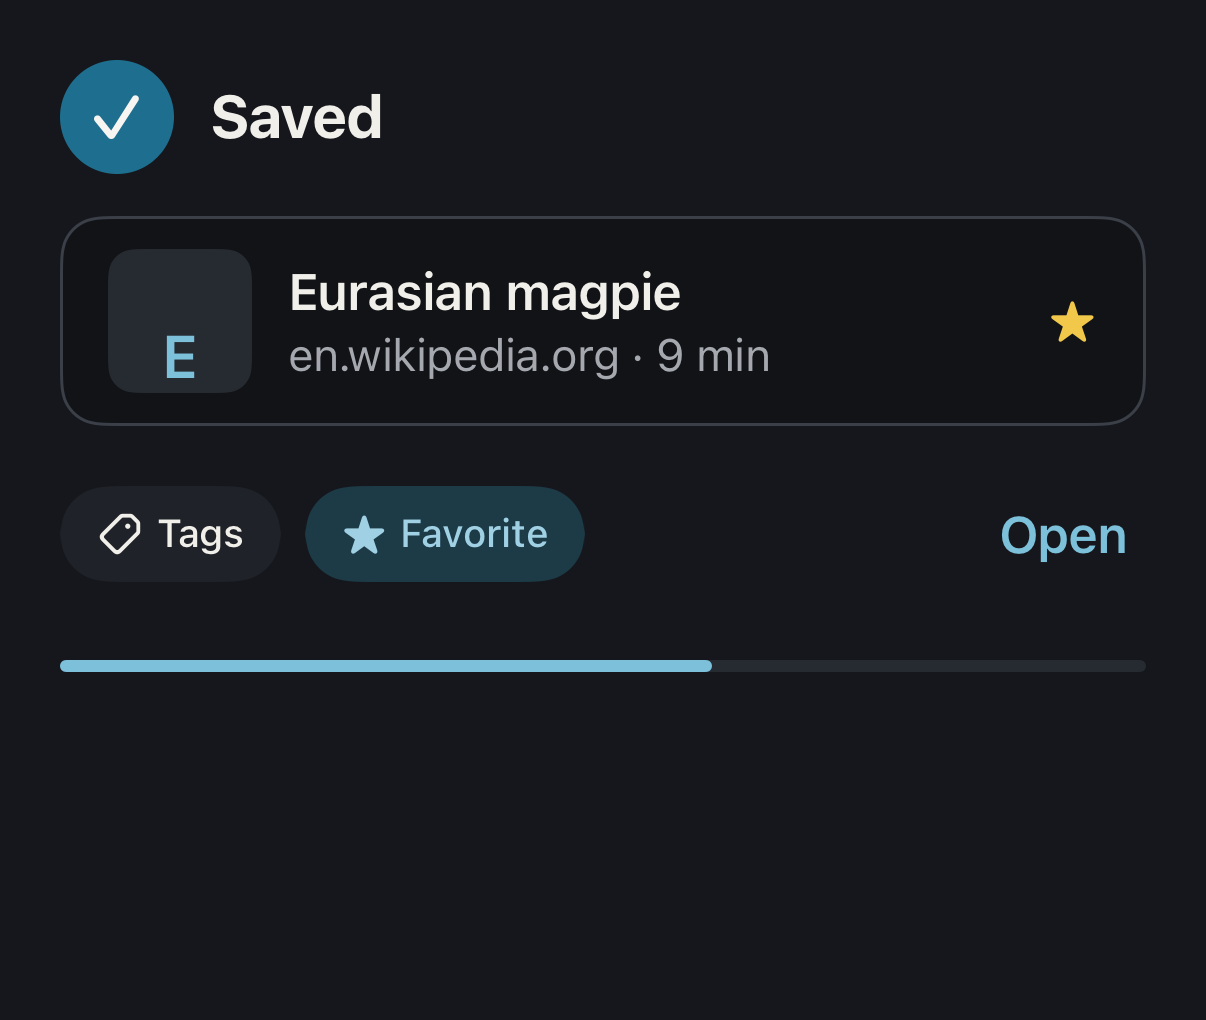 Saved
E
Eurasian magpie
en.wikipedia.org · 9 min
Tags
Favorite
Open